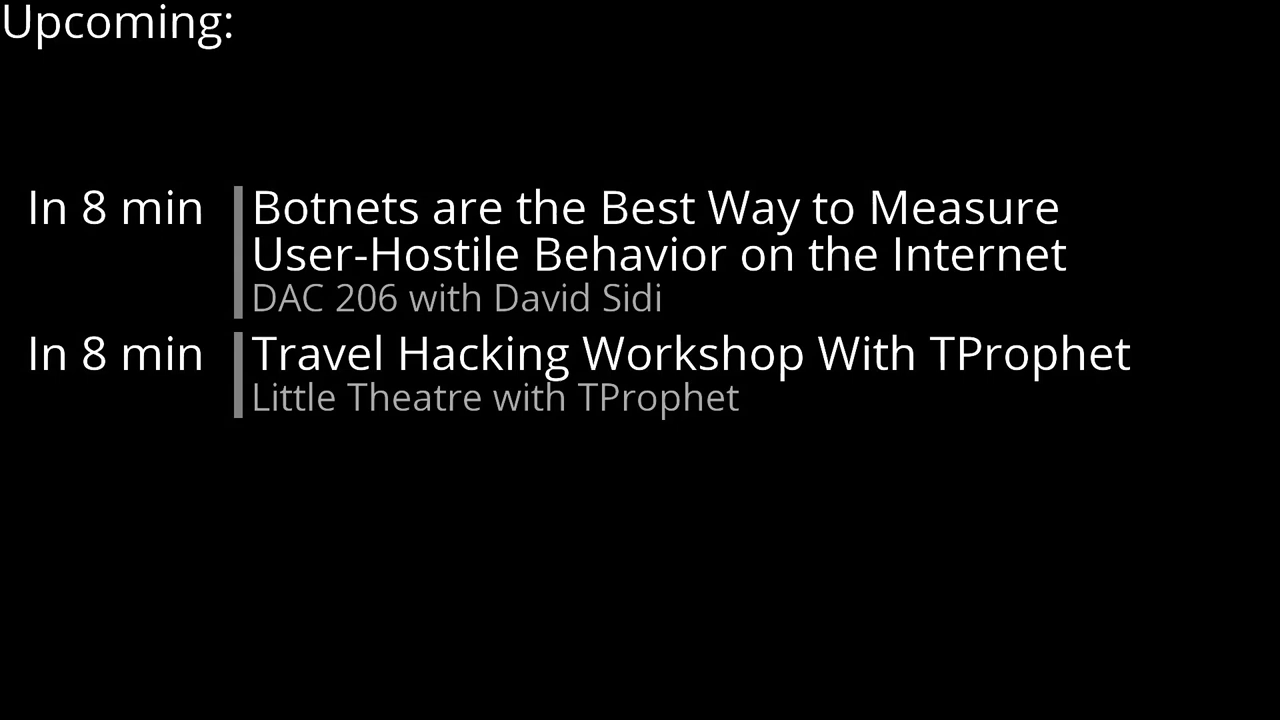 Upcoming:
In 8 min
Botnets are the Best Way to Measure
User-Hostile Behavior on the Internet
DAC 206 with David Sidi
In 8 min
Travel Hacking Workshop With TProphet
Little Theatre with TProphet